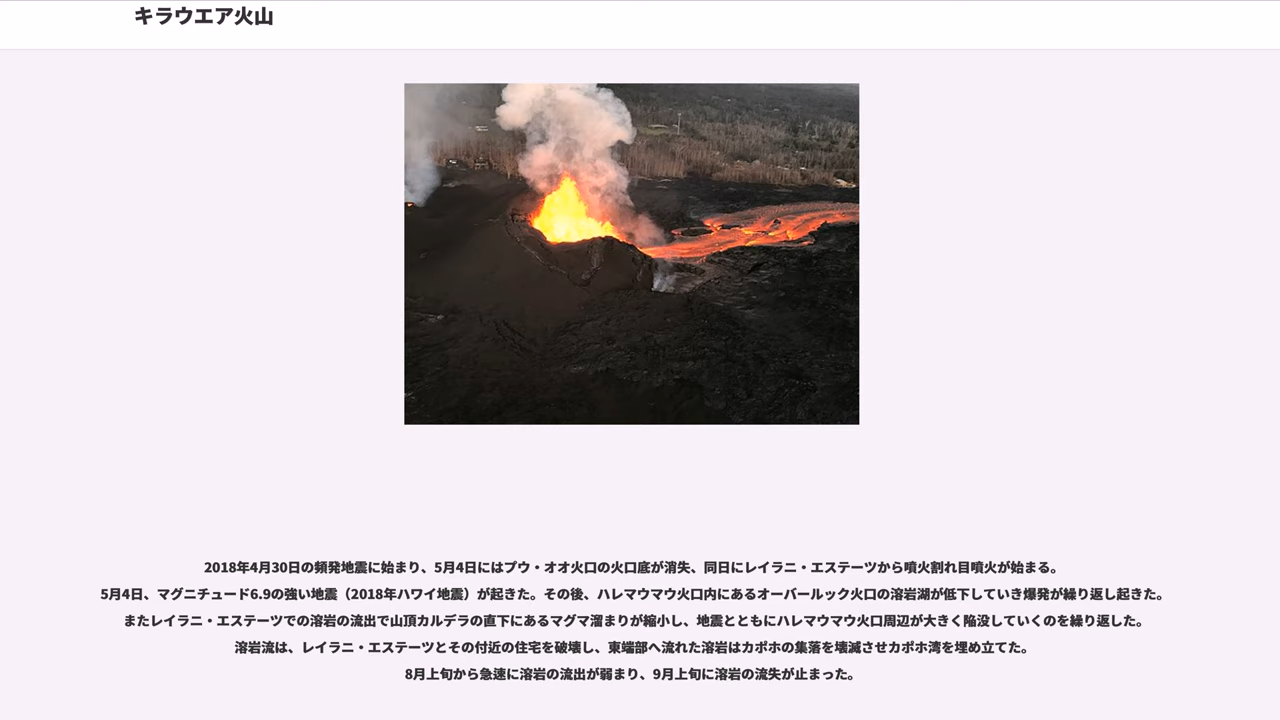 キラウエア火山
2018年4月30日の頻発地震に始まり、5月4日にはプウ・オオ火口の火口底が消失、同日にレイラニ・エステーツから噴火割れ目噴火が始まる。
5月4日、マグニチュード6.9の強い地震（2018年ハワイ地震）が起きた。その後、ハレマウマウ火口内にあるオーバールック火口の溶岩湖が低下していき爆発が繰り返し起きた。
またレイラニ・エステーツでの溶岩の流出で山頂カルデラの直下にあるマグマ溜まりが縮小し、地震とともにハレマウマウ火口周辺が大きく陥没していくのを繰り返した。
溶岩流は、レイラニ・エステーツとその付近の住宅を破壊し、東端部へ流れた溶岩はカポホの集落を壊滅させカポホ湾を埋め立てた。
8月上旬から急速に溶岩の流出が弱まり、9月上旬に溶岩の流失が止まった。